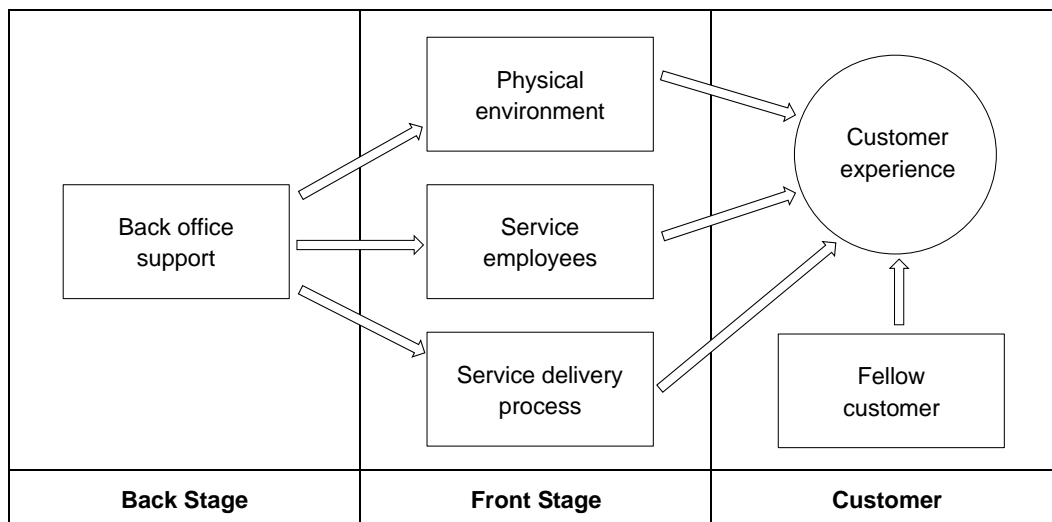 Back office
support
Physical
environment
Service
employees
Service delivery
process
Customer
experience
Fellow
customer
Back Stage
Front Stage
Customer